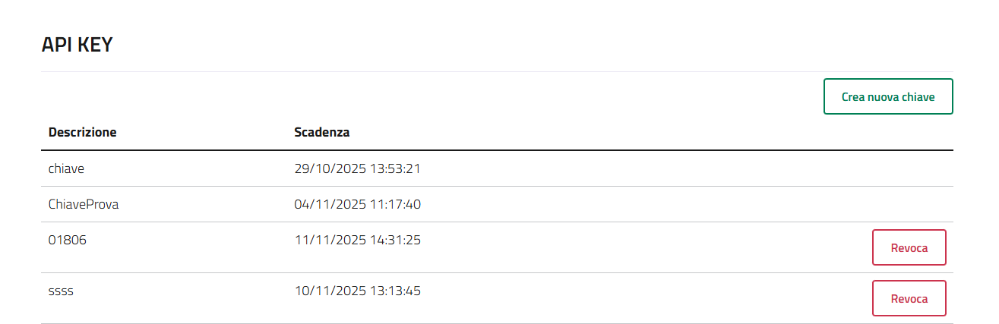 API KEY
Crea nuova chiave
Descrizione Scadenza
chiave 29/10/2025 13:53:21
ChiaveProva 04/11/2025 11:17:40
01806 11/11/2025 14:31:25 Revoca
ssss 10/11/2025 13:13:45 Revoca